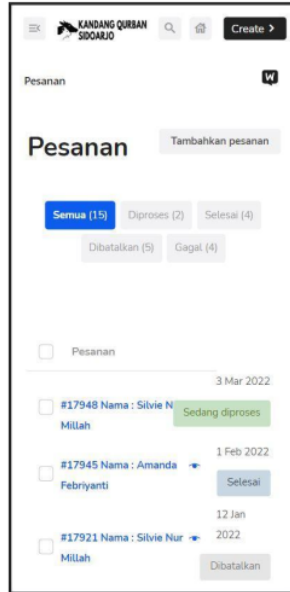 KANDANG QURBAN
SIDOARJO
Create >
Pesanan
W
Pesanan
Tambahkan pesanan
Semua (15)
Diproses (2)
Selesai (4)
Dibatalkan (5)
Gagal (4)
Pesanan
3 Mar 2022
#17948 Nama : Silvie N
Millah
Sedang diproses
1 Feb 2022
#17945 Nama : Amanda
Febriyanti
Selesai
12 Jan
2022
#17921 Nama : Silvie Nur
Millah
Dibatalkan